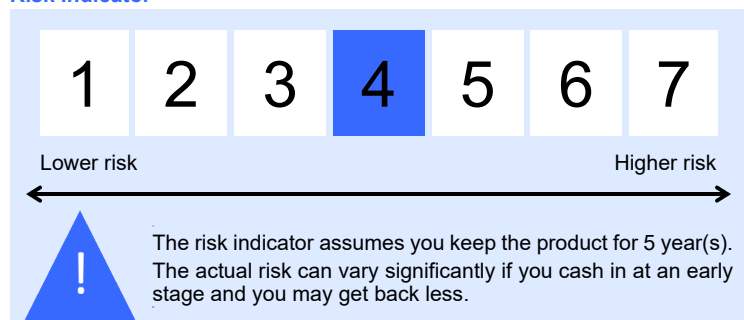 Risk Indicator
1 2 3 4 5 6 7
Lower risk Higher risk
!
The risk indicator assumes you keep the product for 5 year(s).
The actual risk can vary significantly if you cash in at an early
stage and you may get back less.